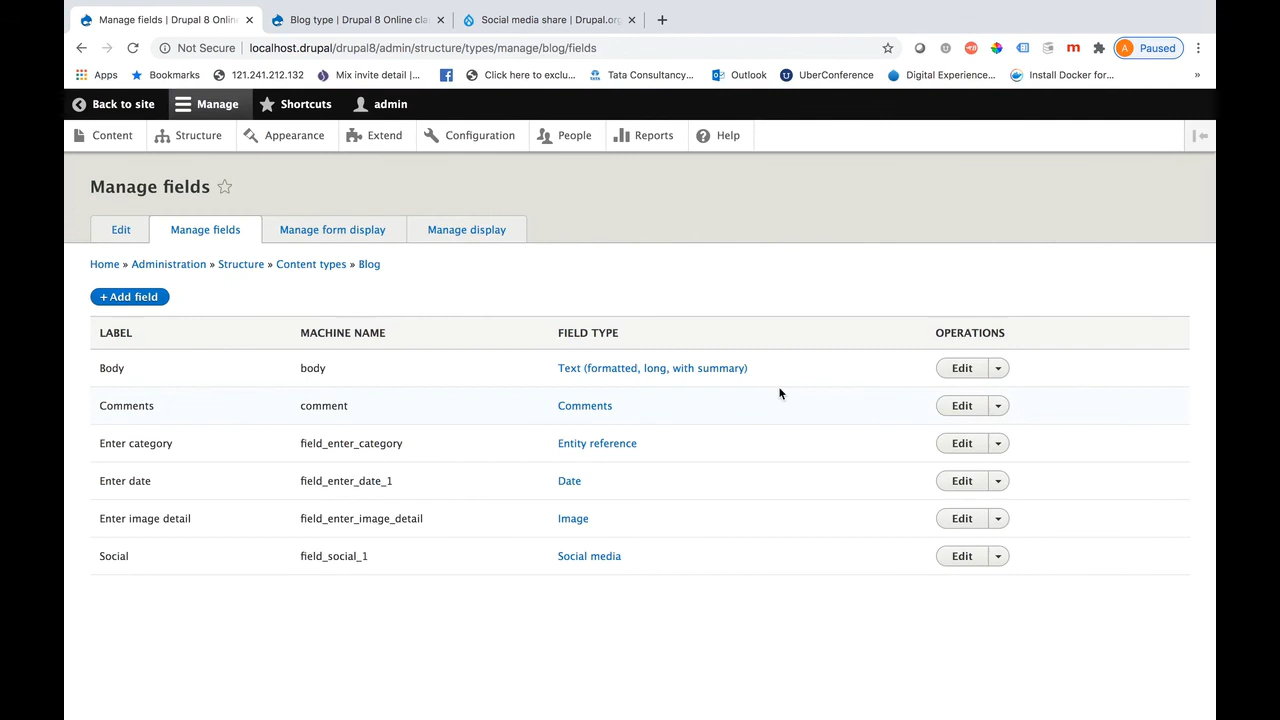 Manage fields | Drupal 8 Onlin
Blog type | Drupal 8 Online cla
Social media share | Drupal.org
Not Secure | localhost.drupal/drupal8/admin/structure/types/manage/blog/fields
A Paused
Apps Bookmarks 121.241.212.132 Mix invite detail |... Click here to exclu... Tata Consultancy... Outlook UberConference Digital Experience... Install Docker for... »
Back to site Manage Shortcuts admin
Content Structure Appearance Extend Configuration People Reports Help
Manage fields
Edit Manage fields Manage form display Manage display
Home » Administration » Structure » Content types » Blog
+ Add field
LABEL MACHINE NAME FIELD TYPE OPERATIONS
Body body Text (formatted, long, with summary) Edit
Comments comment Comments Edit
Enter category field_enter_category Entity reference Edit
Enter date field_enter_date_1 Date Edit
Enter image detail field_enter_image_detail Image Edit
Social field_social_1 Social media Edit